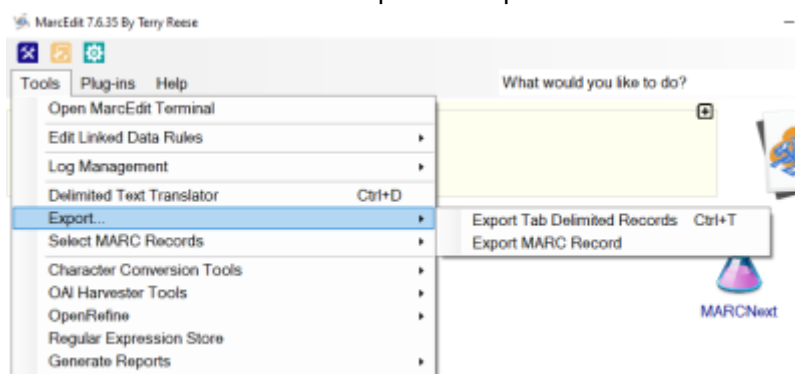 MarcEdit 7.6.35 By Terry Reese
Tools Plug-ins Help What would you like to do?
Open MarcEdit Terminal
Edit Linked Data Rules
Log Management
Delimited Text Translator Ctrl+D
Export...
Export Tab Delimited Records Ctrl+T
Select MARC Records
Export MARC Record
Character Conversion Tools
OAI Harvester Tools
OpenRefine
MARCNext
Regular Expression Store
Generate Reports